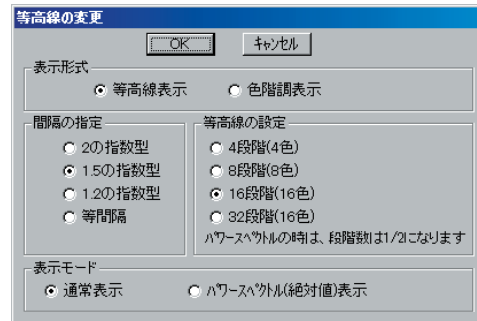 等高線の変更
OK キャンセル
表示形式
等高線表示 色階調表示
間隔の指定
2の指数型
1.5の指数型
1.2の指数型
等間隔
等高線の設定
4段階(4色)
8段階(8色)
16段階(16色)
32段階(16色)
パワースペクトルの時は、段階数は1/2になります
表示モード
通常表示 パワースペクトル(絶対値)表示